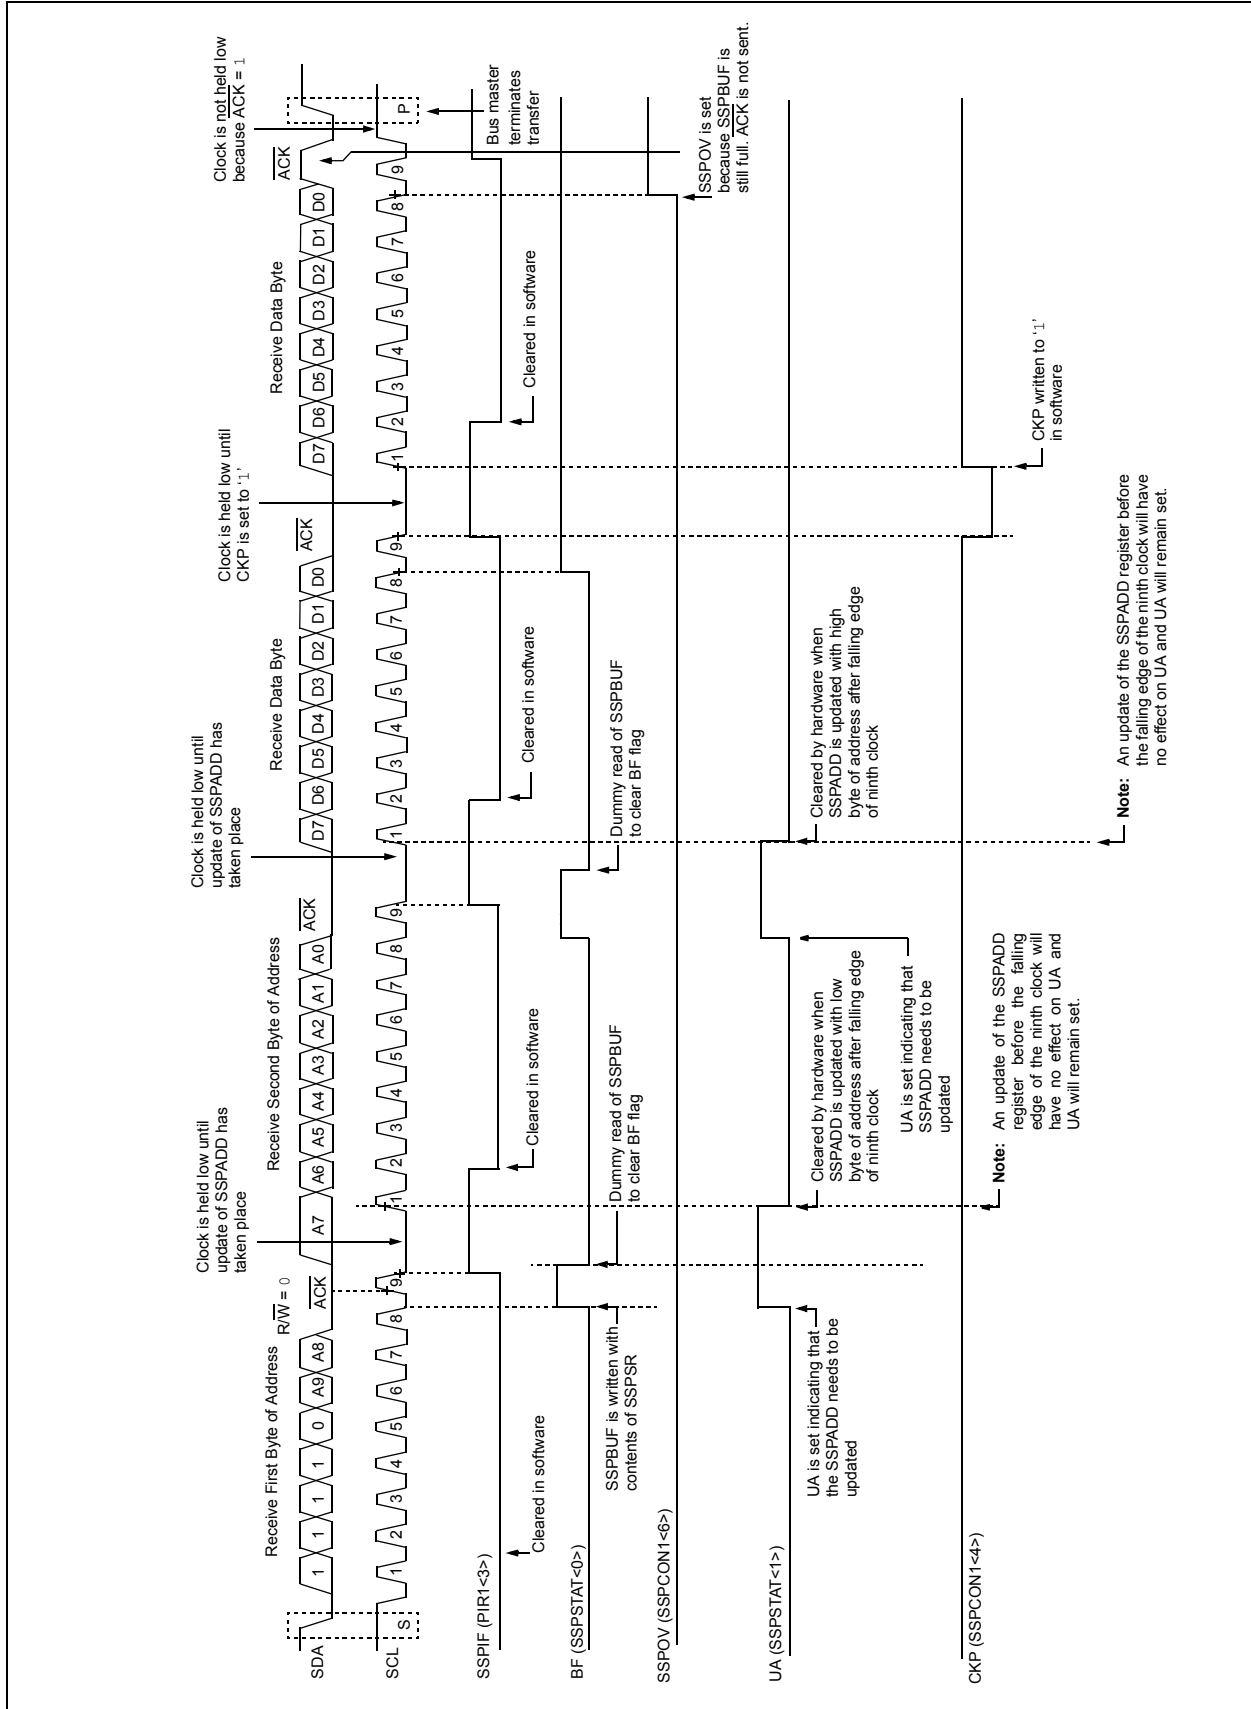 Receive First Byte of Address
R/W = 0
ACK
Clock is held low until
update of SSPADD has
taken place
Receive Second Byte of Address
ACK
Clock is held low until
update of SSPADD has
taken place
Receive Data Byte
ACK
Clock is held low until
CKP is set to ‘1’
Receive Data Byte
ACK
Clock is not held low
because ACK = 1
SDA
1 1 1 1 0 A9 A8
A7 A6 A5 A4 A3 A2 A1 A0
D7 D6 D5 D4 D3 D2 D1 D0
D7 D6 D5 D4 D3 D2 D1 D0
SCL
S
1 2 3 4 5 6 7 8 9
1 2 3 4 5 6 7 8 9
1 2 3 4 5 6 7 8 9
1 2 3 4 5 6 7 8 9
P
Bus master
terminates
transfer
SSPIF (PIR1<3>)
Cleared in software
Cleared in software
Cleared in software
Cleared in software
BF (SSPSTAT<0>)
SSPBUF is written with
contents of SSPSR
Dummy read of SSPBUF
to clear BF flag
Dummy read of SSPBUF
to clear BF flag
SSPOV (SSPCON1<6>)
SSPOV is set
because SSPBUF is
still full. ACK is not sent.
UA (SSPSTAT<1>)
UA is set indicating that
the SSPADD needs to be
updated
Cleared by hardware when
SSPADD is updated with low
byte of address after falling edge
of ninth clock
UA is set indicating that
SSPADD needs to be
updated
Cleared by hardware when
SSPADD is updated with high
byte of address after falling edge
of ninth clock
CKP (SSPCON1<4>)
CKP written to ‘1’
in software
Note: An update of the SSPADD
register before the falling
edge of the ninth clock will
have no effect on UA and
UA will remain set.
Note: An update of the SSPADD register before
the falling edge of the ninth clock will have
no effect on UA and UA will remain set.